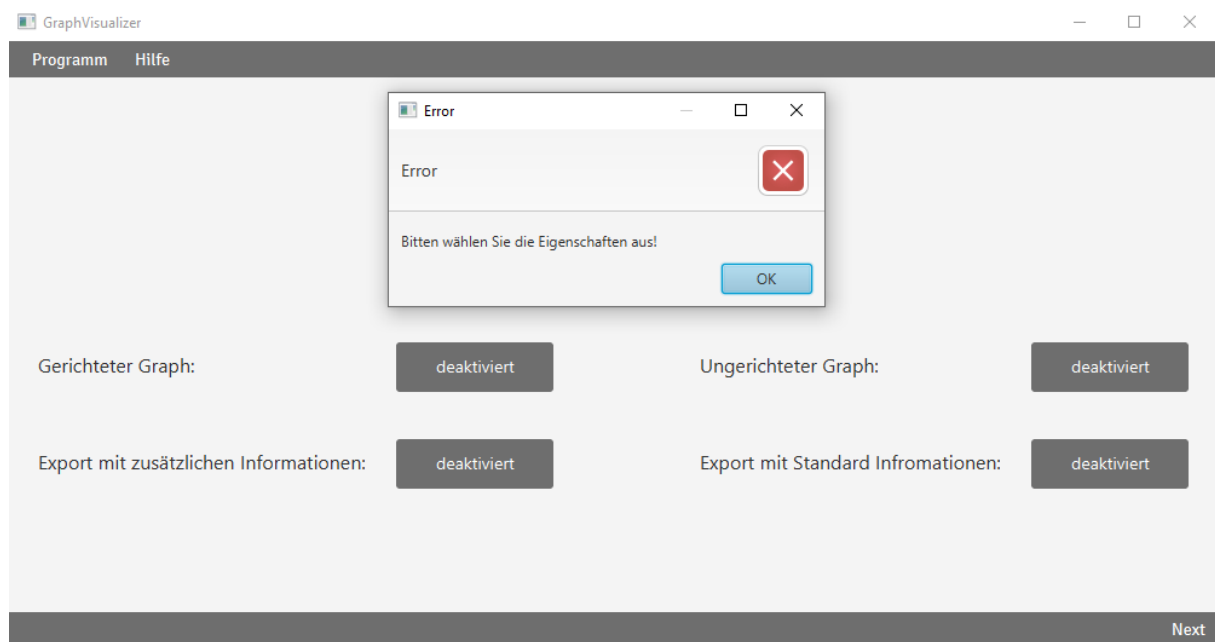 GraphVisualizer
Programm Hilfe
Error
Error
Bitten wählen Sie die Eigenschaften aus!
OK
Gerichteter Graph: deaktiviert Ungerichteter Graph: deaktiviert
Export mit zusätzlichen Informationen: deaktiviert Export mit Standard Infromationen: deaktiviert
Next